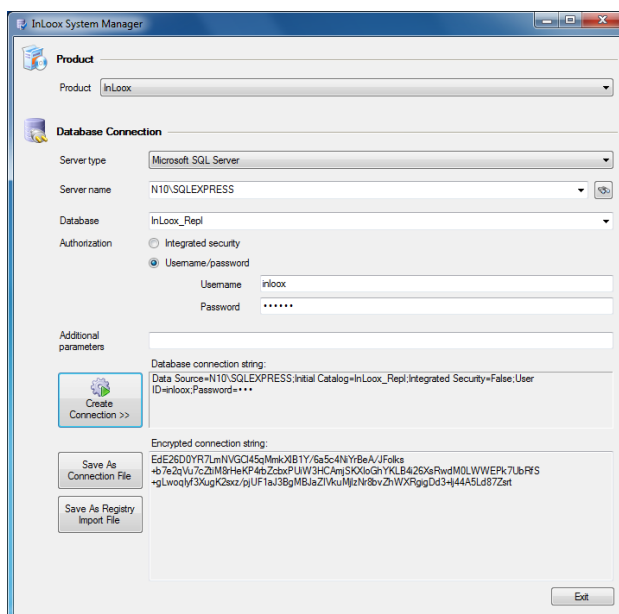 InLoox System Manager
Product
Product InLoox
Database Connection
Server type Microsoft SQL Server
Server name N10\SQLEXPRESS
Database InLoox_Repl
Authorization Integrated security
Username/password
Username inloox
Password ••••••
Additional
parameters
Database connection string:
Create
Connection >>
Data Source=N10\SQLEXPRESS;Initial Catalog=InLoox_Repl;Integrated Security=False;User
ID=inloox;Password=•••
Encrypted connection string:
Save As
Connection File
Save As Registry
Import File
Exit